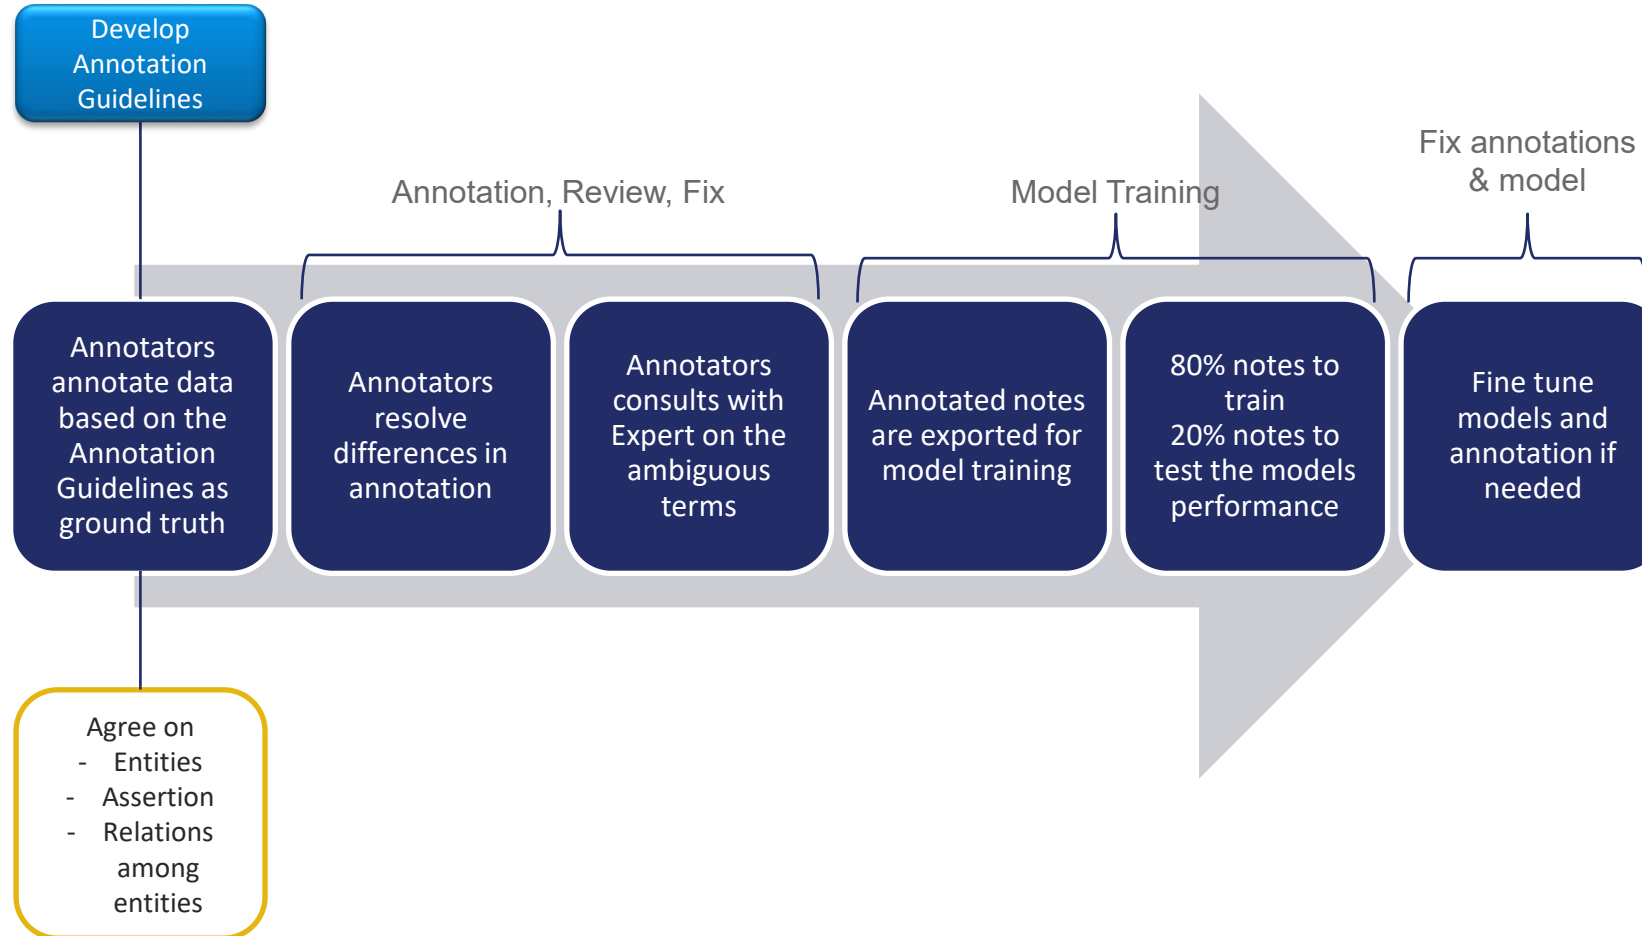 Develop
Annotation
Guidelines
Annotation, Review, Fix
Model Training
Fix annotations
& model
Annotators
annotate data
based on the
Annotation
Guidelines as
ground truth
Annotators
resolve
differences in
annotation
Annotators
consults with
Expert on the
ambiguous
terms
Annotated notes
are exported for
model training
80% notes to
train
20% notes to
test the models
performance
Fine tune
models and
annotation if
needed
Agree on
- Entities
- Assertion
- Relations
among
entities